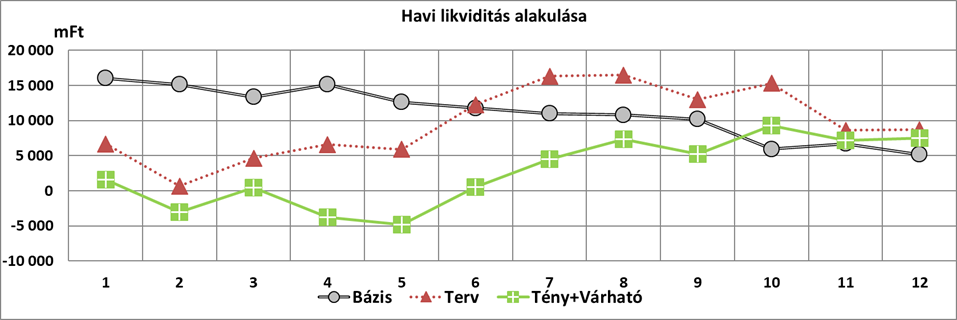 Havi likviditás alakulása
mFt
20 000
15 000
10 000
5 000
0
-5 000
-10 000
1 2 3 4 5 6 7 8 9 10 11 12
Bázis Terv Tény+Várható